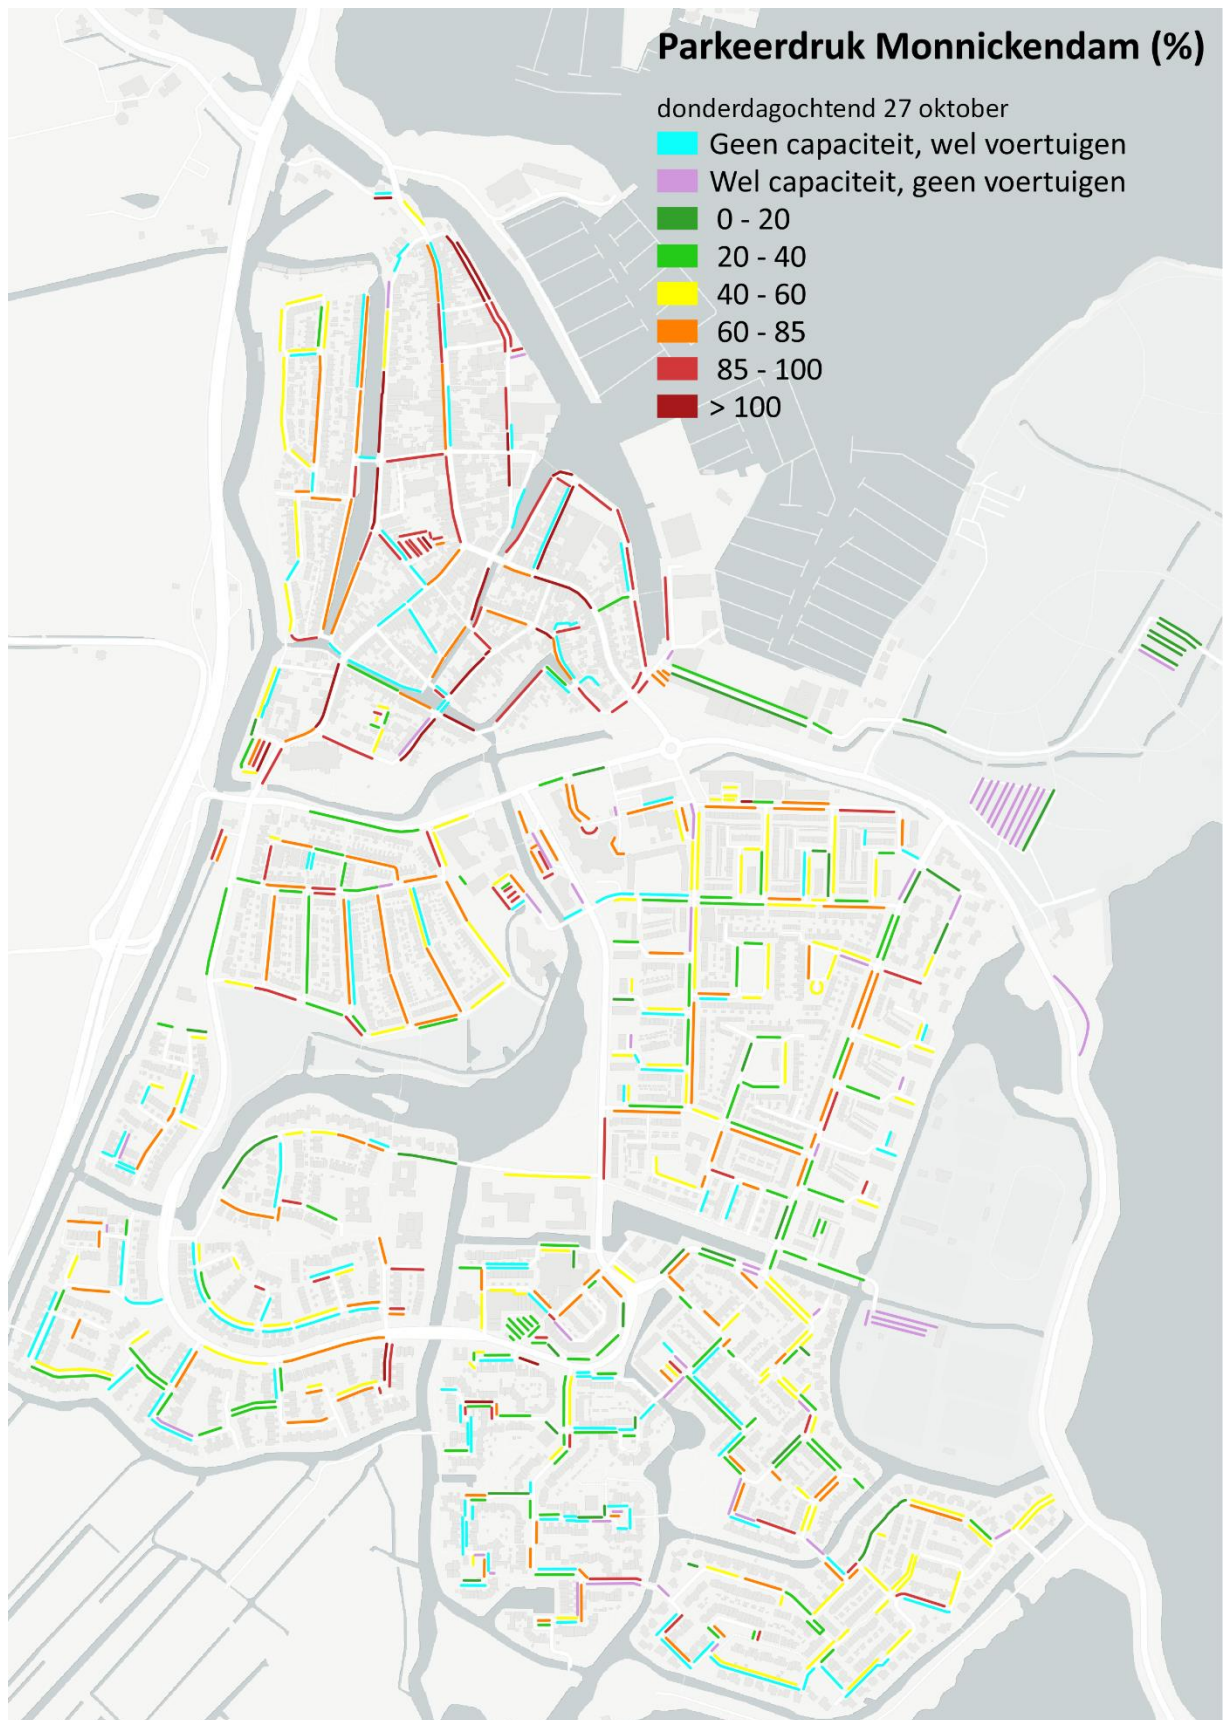 Parkeerdruk Monnickendam (%)
donderdagochtend 27 oktober
Geen capaciteit, wel voertuigen
Wel capaciteit, geen voertuigen
0 - 20
20 - 40
40 - 60
60 - 85
85 - 100
> 100